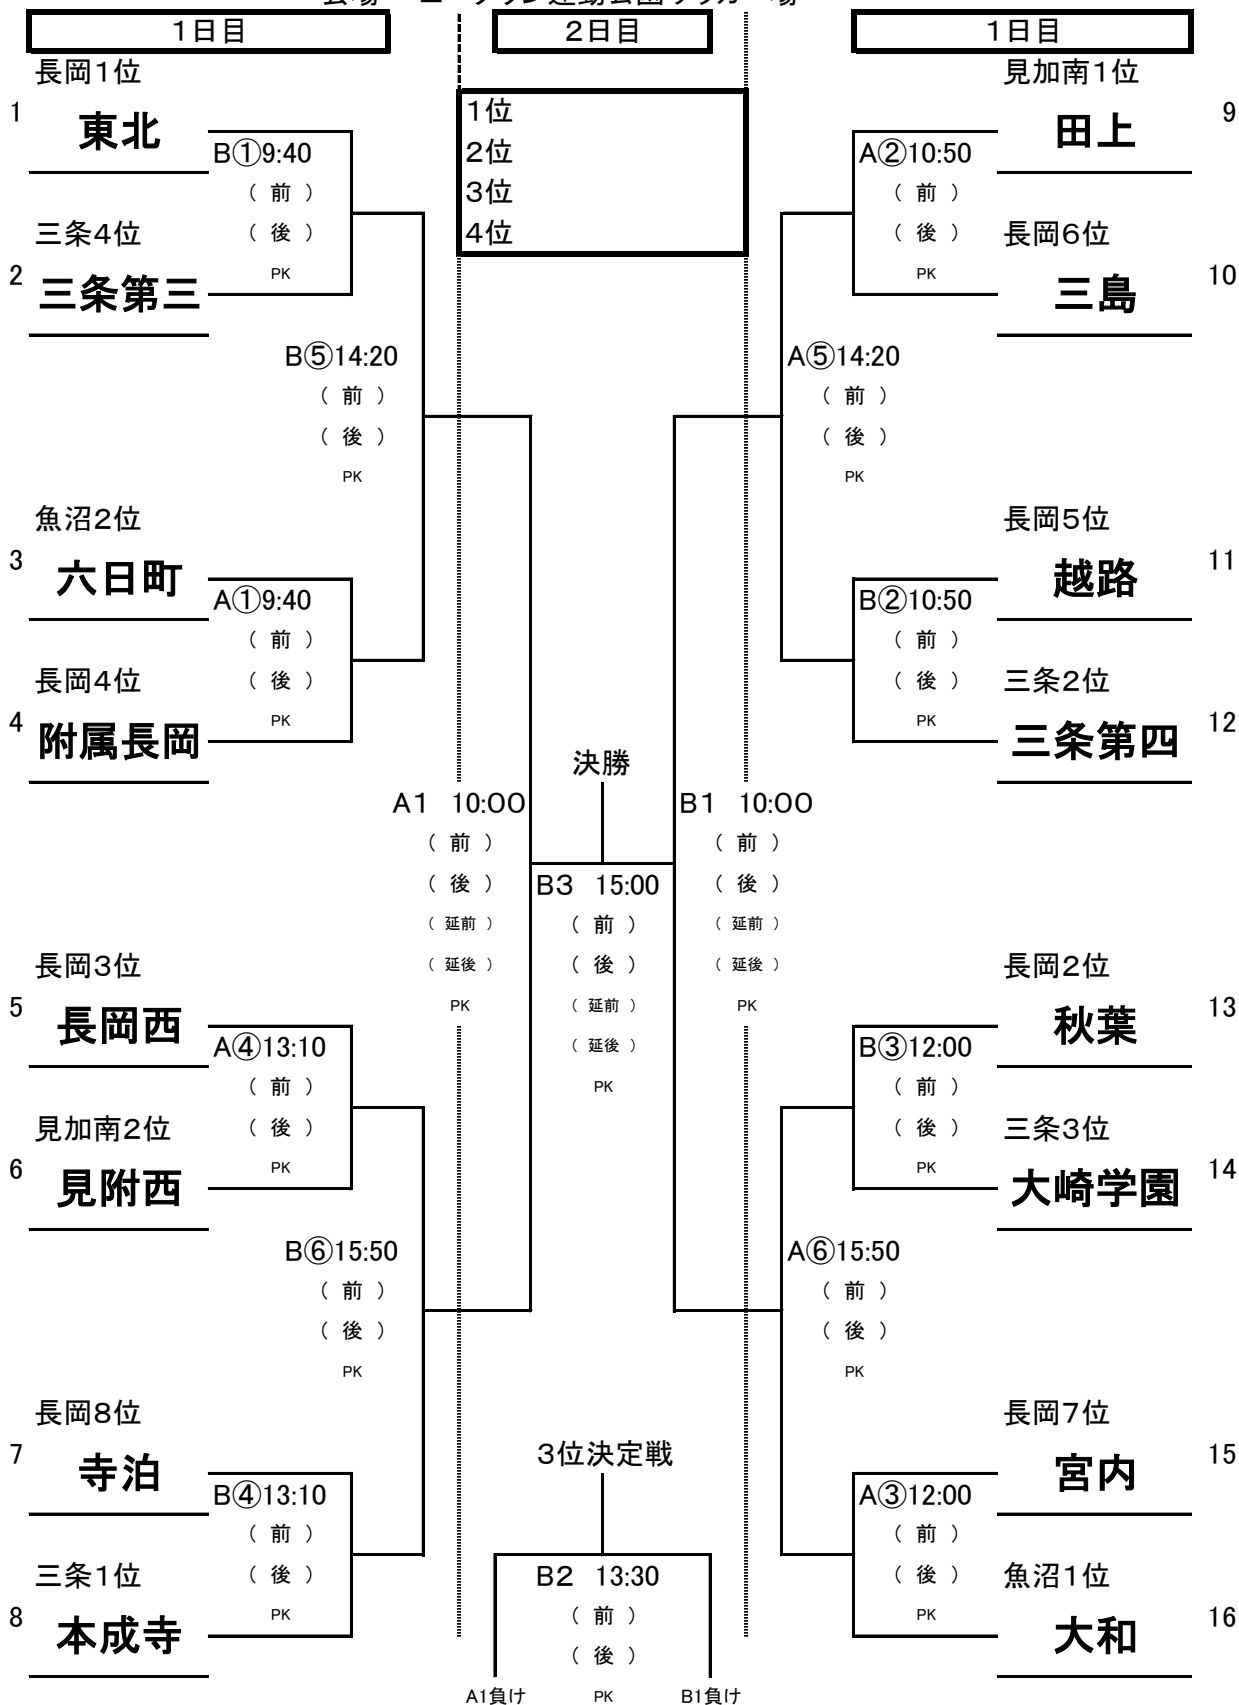 1日目
2日目
1日目
1位
2位
3位
4位
長岡1位
1
東北
B①9:40
（ 前 ）
（ 後 ）
PK
三条4位
2
三条第三
B⑤14:20
（ 前 ）
（ 後 ）
PK
魚沼2位
3
六日町
A①9:40
（ 前 ）
（ 後 ）
PK
長岡4位
4
附属長岡
A1 10:00
（ 前 ）
（ 後 ）
（ 延前 ）
（ 延後 ）
PK
長岡3位
5
長岡西
A④13:10
（ 前 ）
（ 後 ）
PK
見加南2位
6
見附西
B⑥15:50
（ 前 ）
（ 後 ）
PK
長岡8位
7
寺泊
B④13:10
（ 前 ）
（ 後 ）
PK
三条1位
8
本成寺
決勝
B3 15:00
（ 前 ）
（ 後 ）
（ 延前 ）
（ 延後 ）
PK
3位決定戦
B2 13:30
（ 前 ）
（ 後 ）
A1負け
PK
B1負け
見加南1位
田上
9
A②10:50
（ 前 ）
（ 後 ）
PK
長岡6位
三島
10
A⑤14:20
（ 前 ）
（ 後 ）
PK
長岡5位
越路
11
B②10:50
（ 前 ）
（ 後 ）
PK
三条2位
三条第四
12
B1 10:00
（ 前 ）
（ 後 ）
（ 延前 ）
（ 延後 ）
PK
長岡2位
秋葉
13
B③12:00
（ 前 ）
（ 後 ）
PK
三条3位
大崎学園
14
A⑥15:50
（ 前 ）
（ 後 ）
PK
長岡7位
宮内
15
A③12:00
（ 前 ）
（ 後 ）
PK
魚沼1位
大和
16